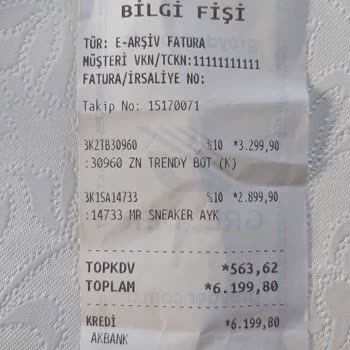 BİLGİ FİŞİ
TÜR: E-ARŞİV FATURA
MÜŞTERİ VKN/TCKN:11111111111
FATURA/İRSALİYE NO:
Takip No: 15170071
3K2TB30960 %10 *3.299,90
:30960 ZN TRENDY BOT (K)
3K1SA14733 %10 *2.899,90
:14733 MR SNEAKER AYK
TOPKDV *563,62
TOPLAM *6.199,80
KREDİ *6.199,80
AKBANK